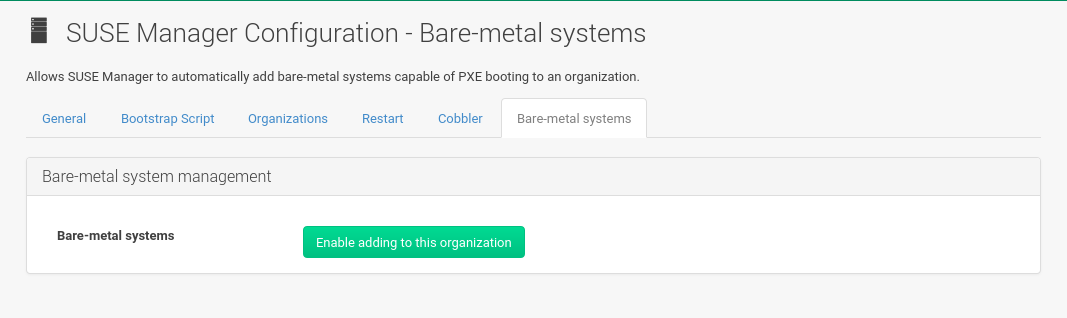 SUSE Manager Configuration - Bare-metal systems
Allows SUSE Manager to automatically add bare-metal systems capable of PXE booting to an organization.
General Bootstrap Script Organizations Restart Cobbler Bare-metal systems
Bare-metal system management
Bare-metal systems Enable adding to this organization